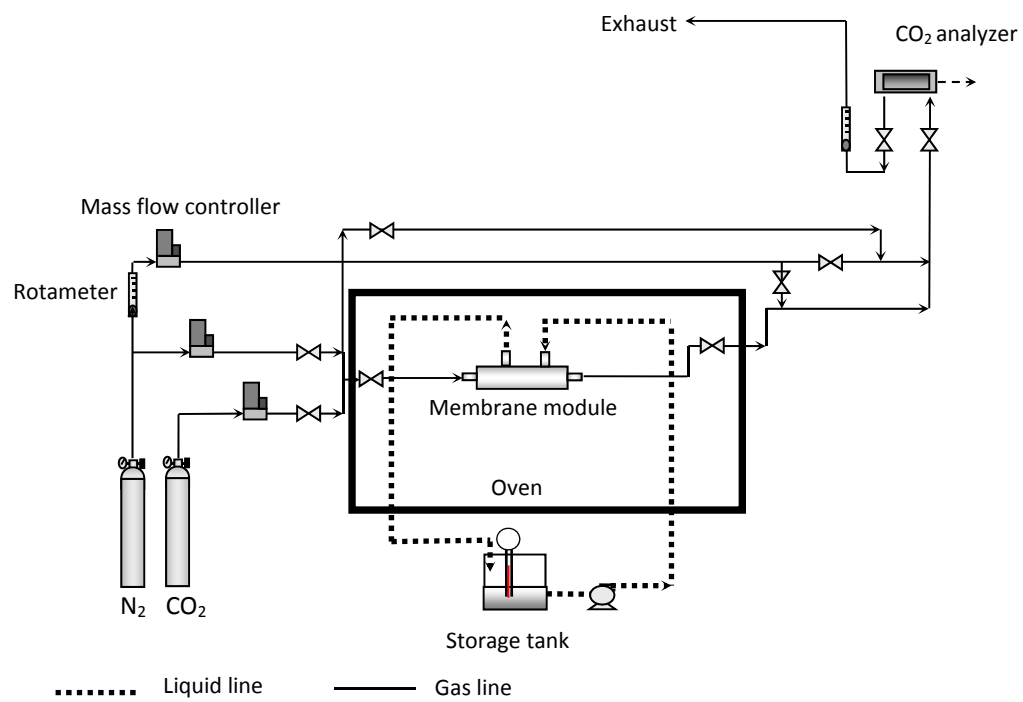 Exhaust
CO₂ analyzer
Mass flow controller
Rotameter
Membrane module
Oven
N₂
CO₂
Storage tank
Liquid line
Gas line